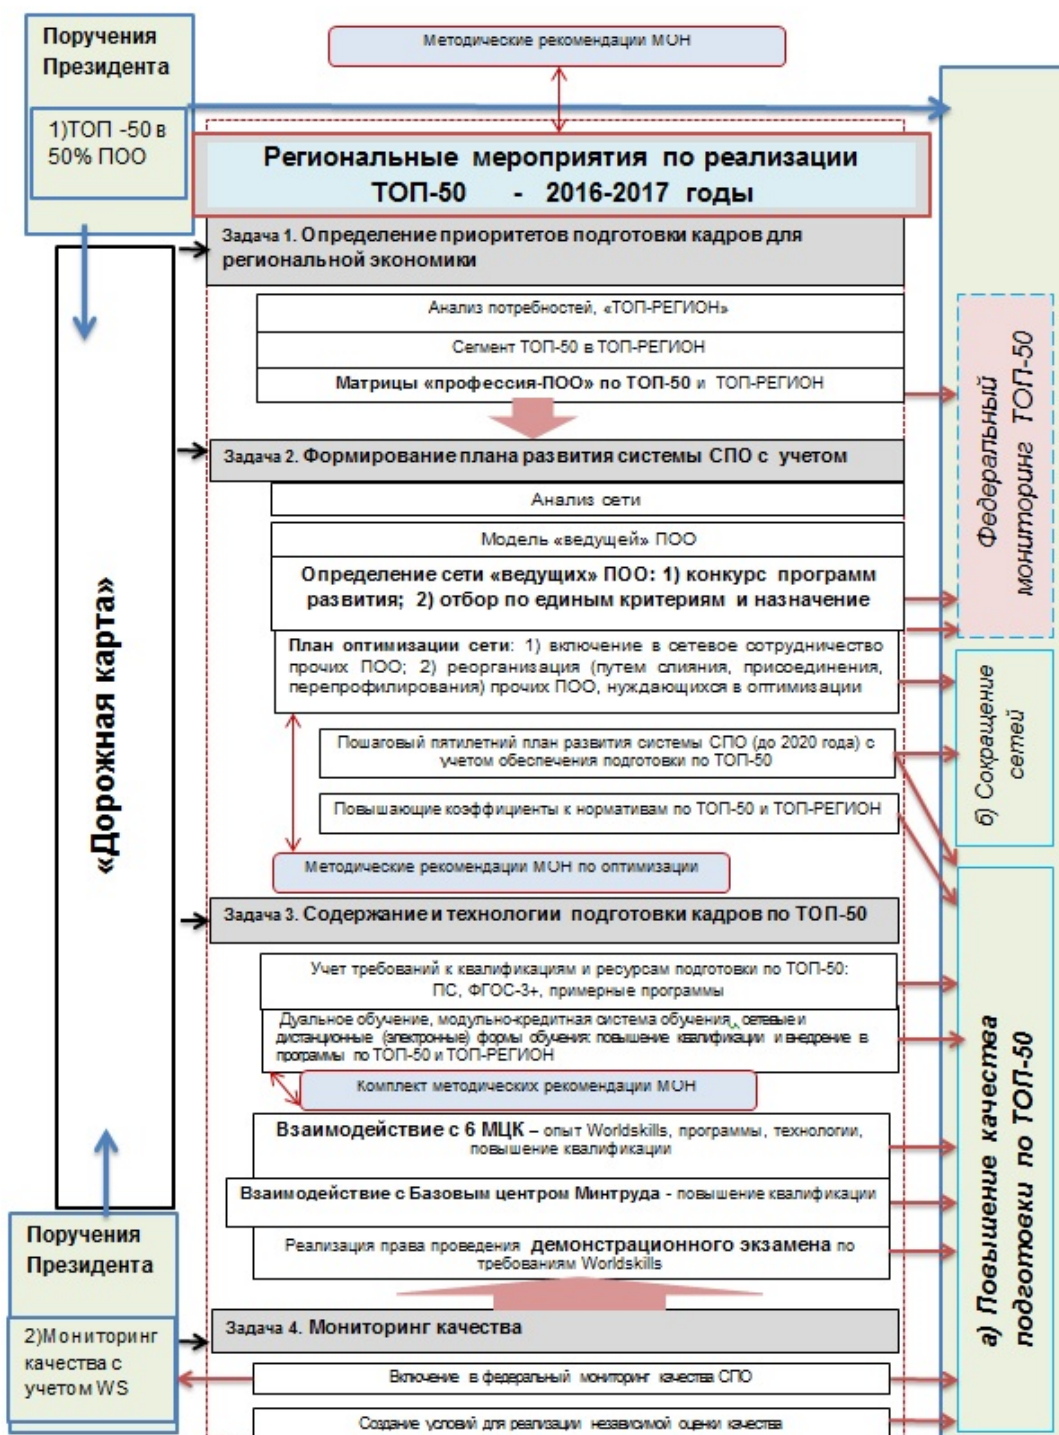 Поручения
Президента
1)ТОП -50 в
50% ПОО
Методические рекомендации МОН
Региональные мероприятия по реализации
ТОП-50 - 2016-2017 годы
«Дорожная карта»
Задача 1. Определение приоритетов подготовки кадров для
региональной экономики
Анализ потребностей, «ТОП-РЕГИОН»
Сегмент ТОП-50 в ТОП-РЕГИОН
Матрицы «профессия-ПОО» по ТОП-50 и ТОП-РЕГИОН
Задача 2. Формирование плана развития системы СПО с учетом
Анализ сети
Модель «ведущей» ПОО
Определение сети «ведущих» ПОО: 1) конкурс программ
развития; 2) отбор по единым критериям и назначение
План оптимизации сети: 1) включение в сетевое сотрудничество
прочих ПОО; 2) реорганизация (путем слияния, присоединения,
перепрофилирования) прочих ПОО, нуждающихся в оптимизации
Пошаговый пятилетний план развития системы СПО (до 2020 года) с
учетом обеспечения подготовки по ТОП-50
Повышающие коэффициенты к нормативам по ТОП-50 и ТОП-РЕГИОН
Методические рекомендации МОН по оптимизации
Задача 3. Содержание и технологии подготовки кадров по ТОП-50
Учет требований к квалификациям и ресурсам подготовки по ТОП-50:
ПС, ФГОС-3+, примерные программы
Дуальное обучение, модульно-кредитная система обучения, сетевые и
дистанционные (электронные) формы обучения: повышение квалификации и внедрение в
программы по ТОП-50 и ТОП-РЕГИОН
Комплект методических рекомендации МОН
Взаимодействие с 6 МЦК – опыт Worldskills, программы, технологии,
повышение квалификации
Взаимодействие с Базовым центром Минтруда - повышение квалификации
Реализация права проведения демонстрационного экзамена по
требованиям Worldskills
Задача 4. Мониторинг качества
Включение в федеральный мониторинг качества СПО
Создание условий для реализации независимой оценки качества
Поручения
Президента
2)Мониторинг
качества с
учетом WS
Федеральный
мониторинг ТОП-50
б) Сокращение
сетей
а) Повышение качества
подготовки по ТОП-50